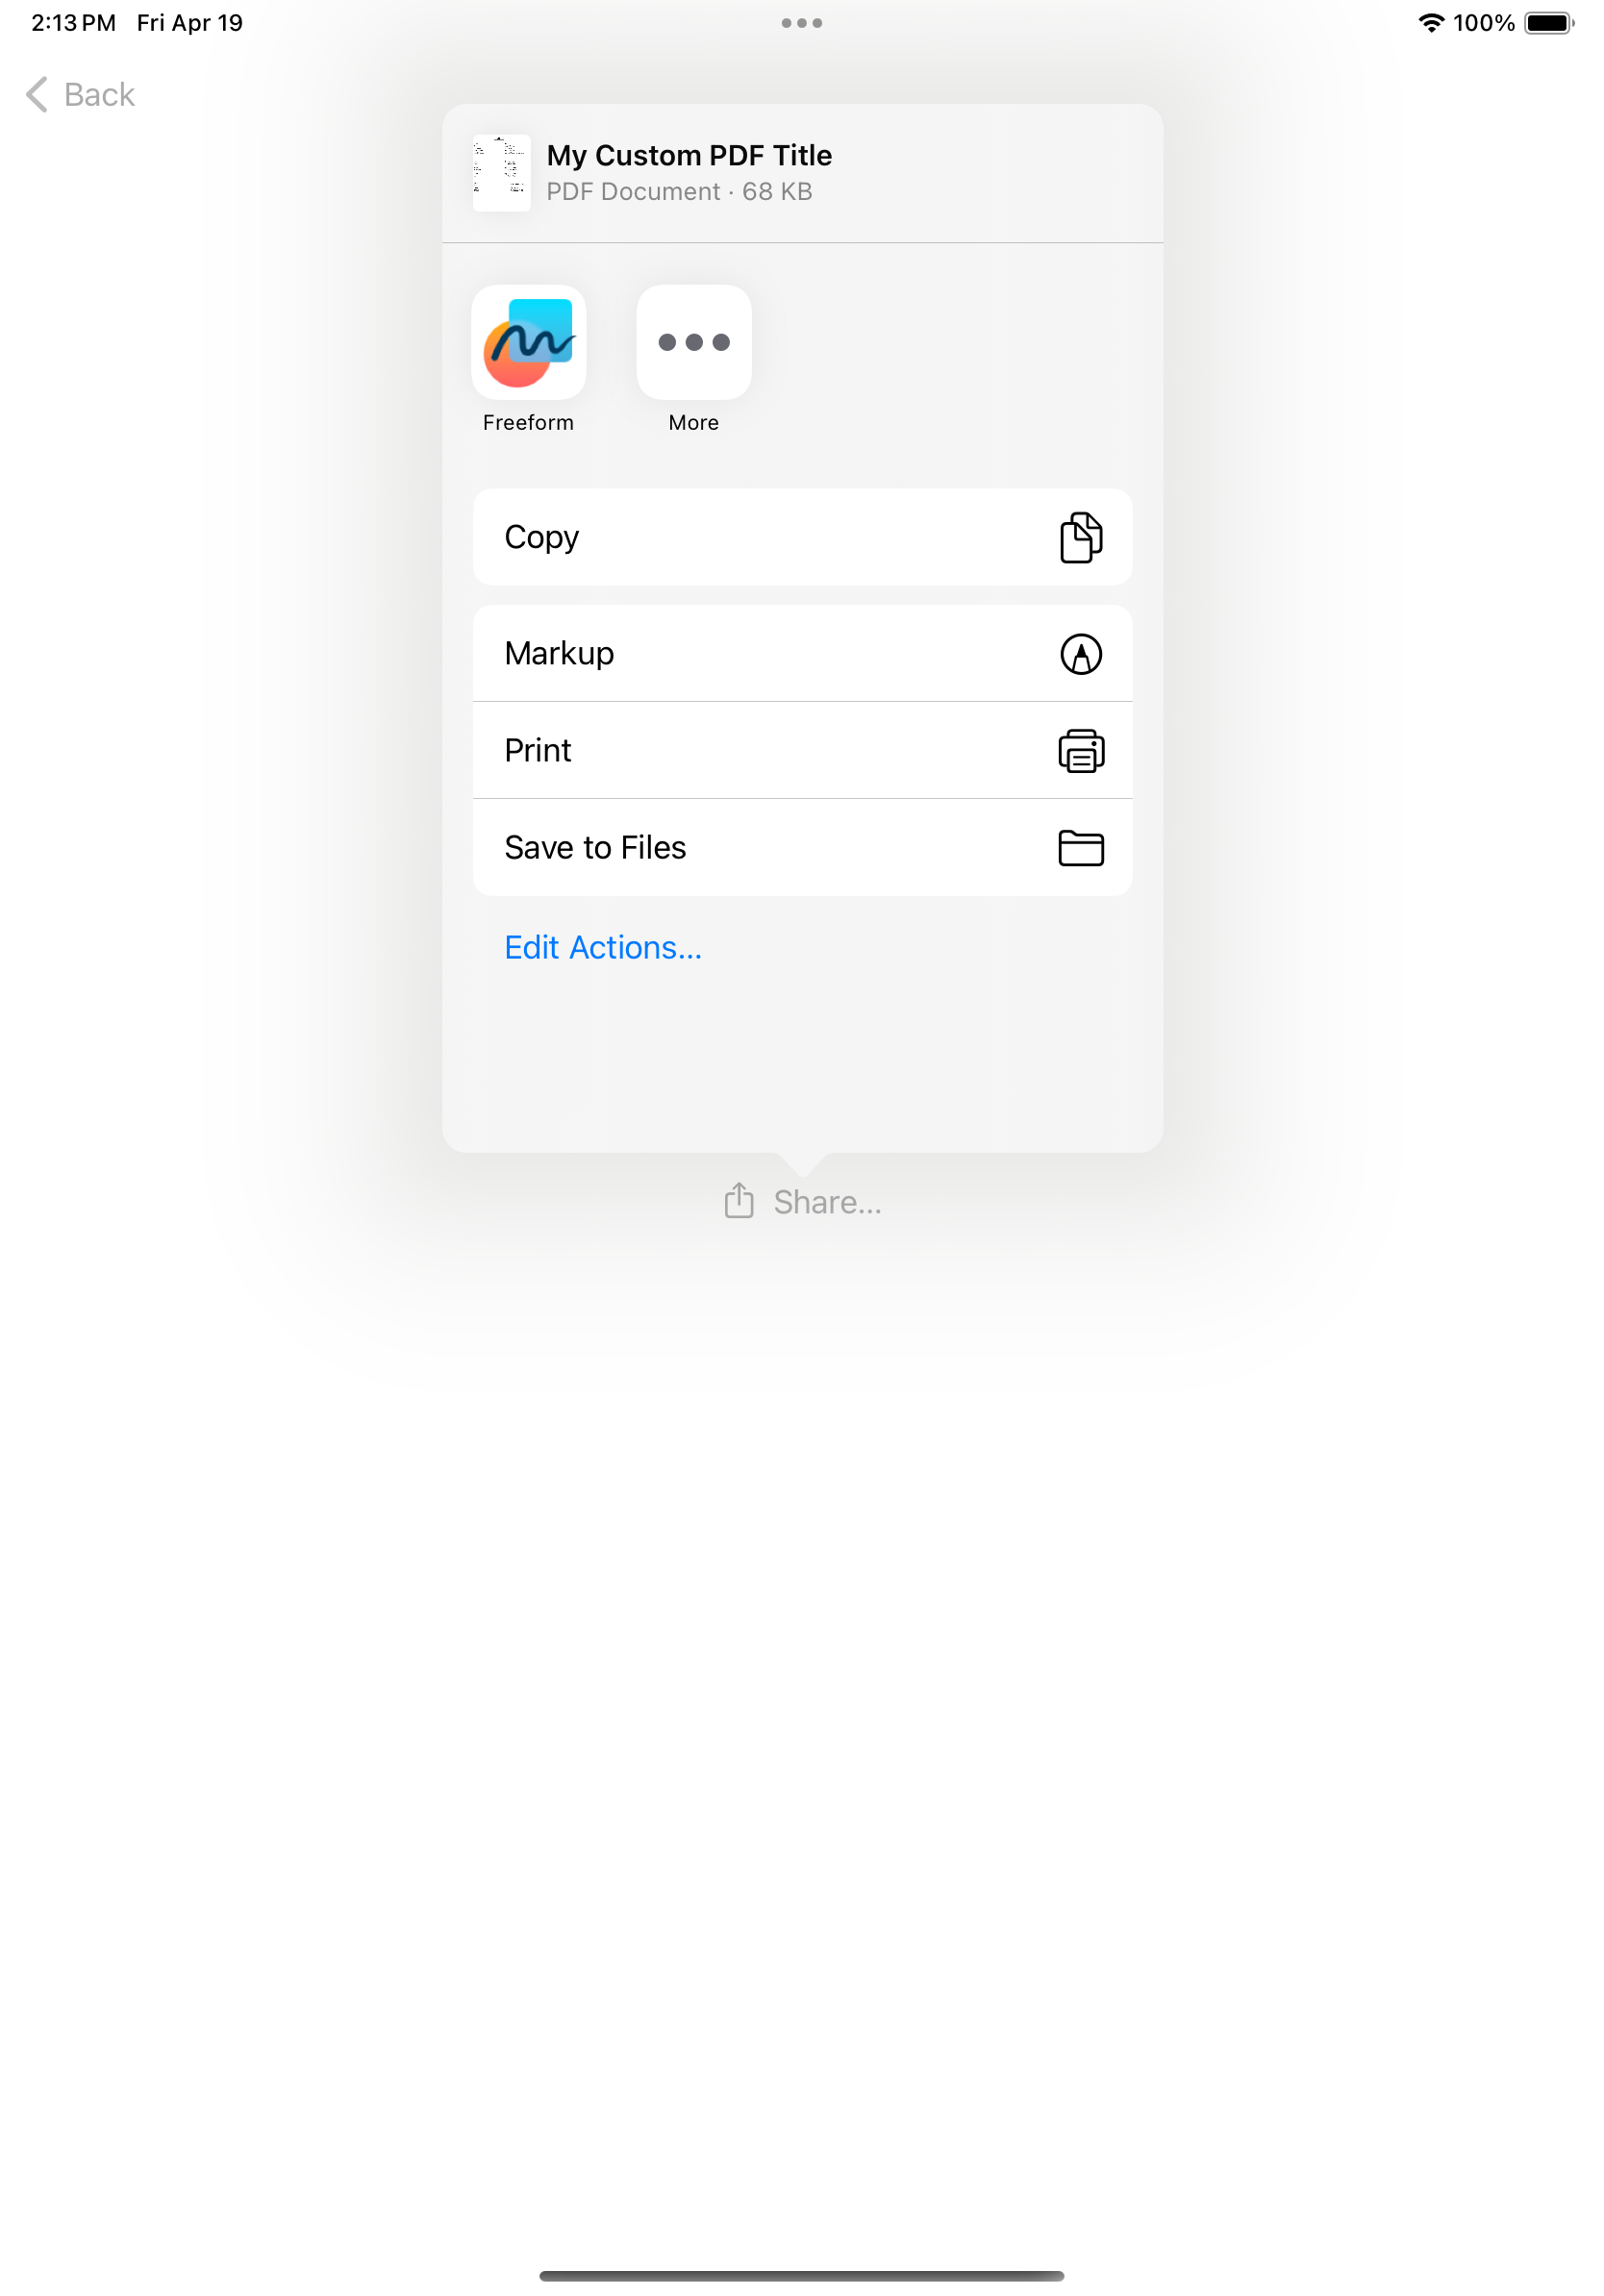 2:13 PM Fri Apr 19 100%
Back
My Custom PDF Title
PDF Document · 68 KB
Freeform More
Copy
Markup
Print
Save to Files
Edit Actions...
Share...